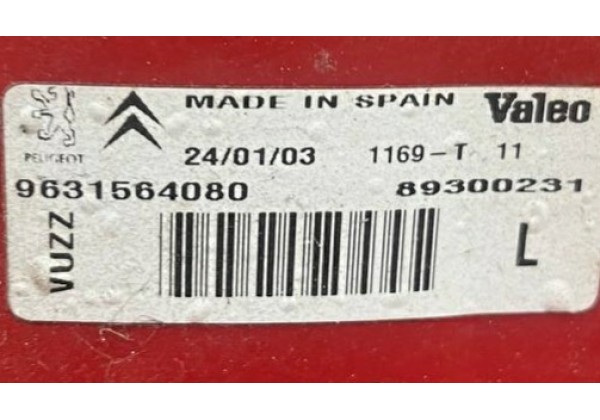 MADE IN SPAIN Valeo
PEUGEOT 24/01/03 1169-T 11
9631564080 89300231
VUZZ L